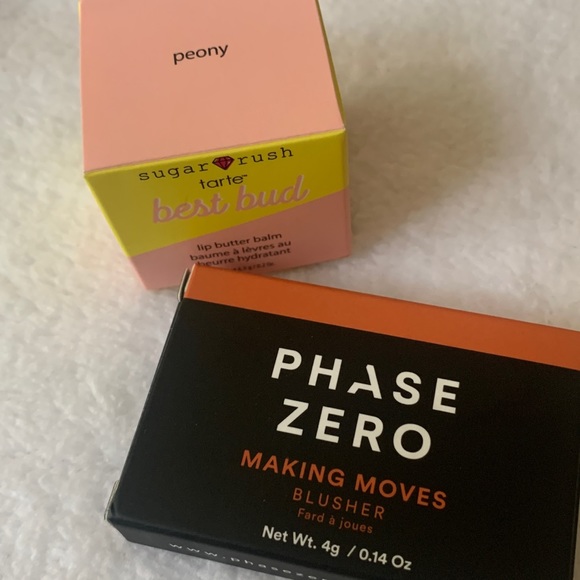 peony
sugar rush
tarte™
best bud
lip butter balm
baume à lèvres au
beurre hydratant
PHASE
ZERO
MAKING MOVES
BLUSHER
Fard à joues
Net Wt. 4g / 0.14 Oz